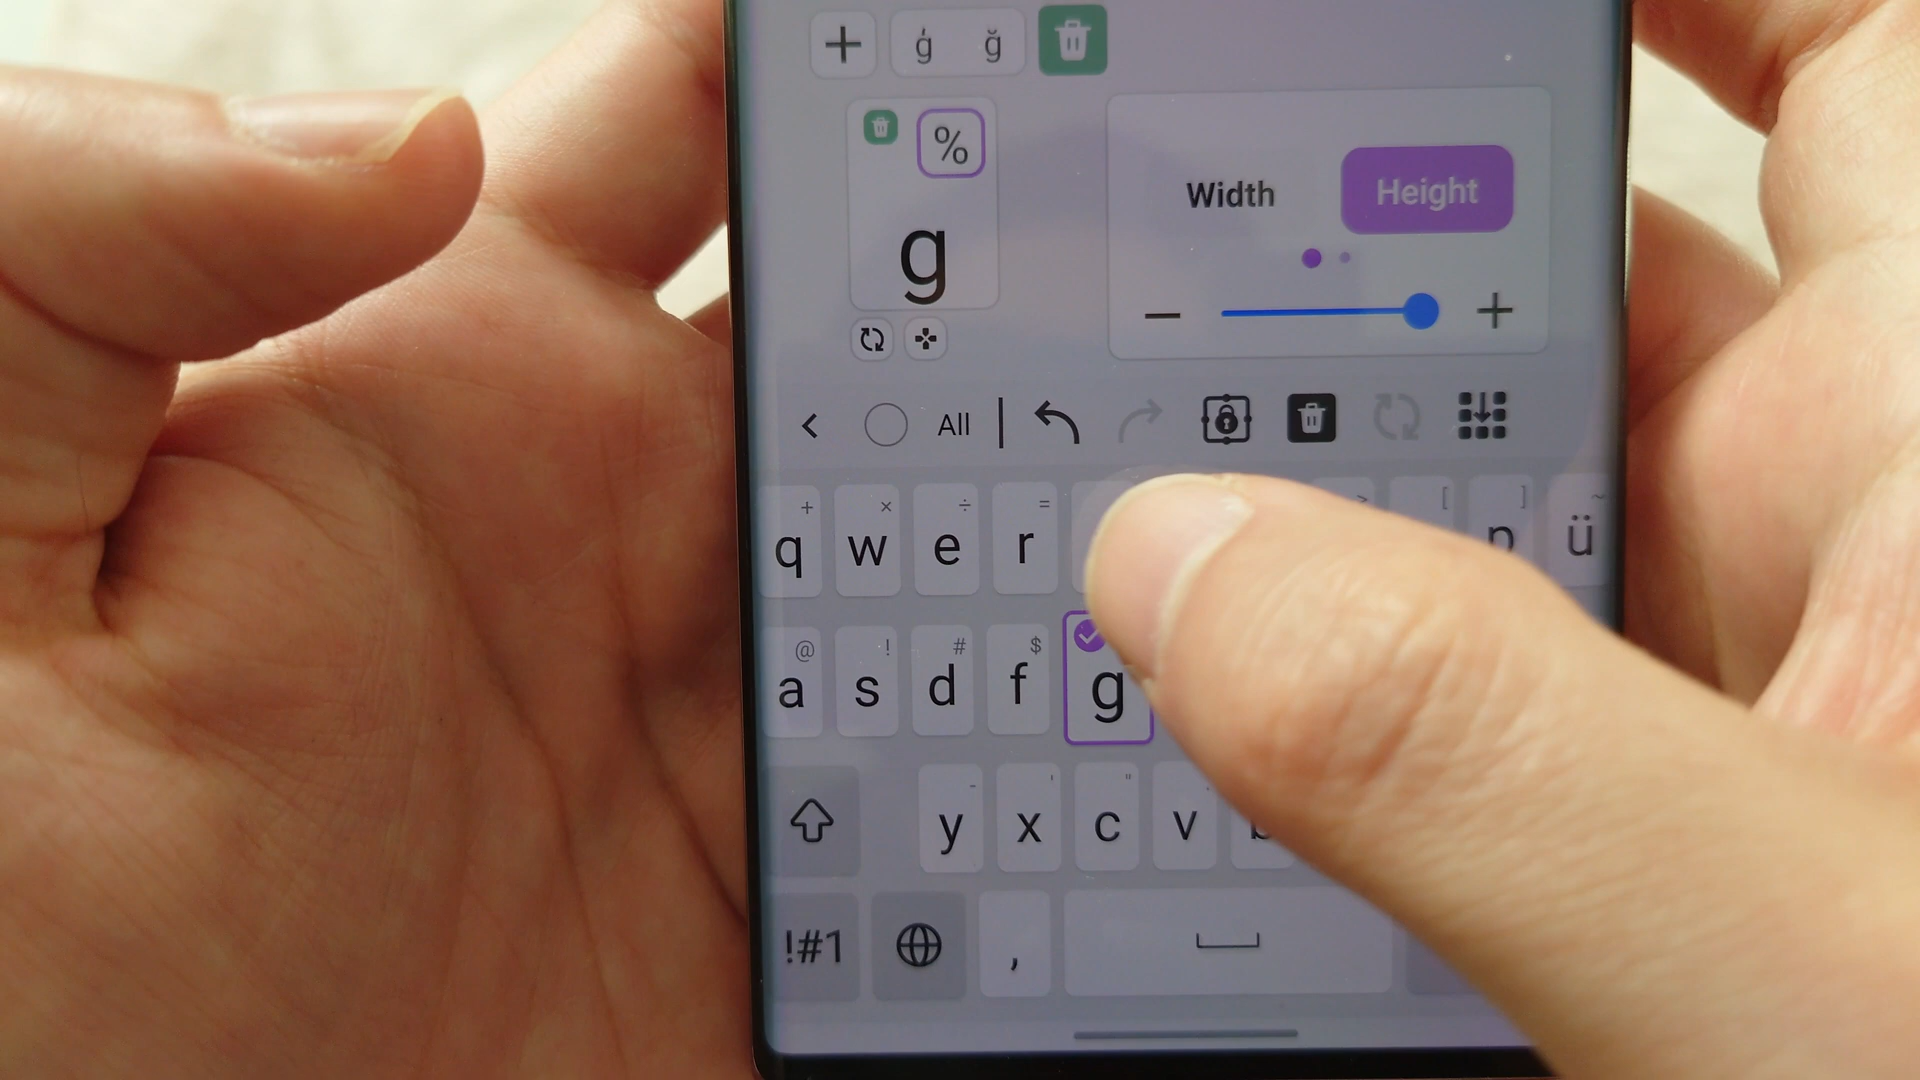 + ģ ğ
%
g
Width Height
− +
All
+ × ÷ = > [ ] ~
q w e r p ü
@ ! # $
a s d f g
- ' "
y x c v b
!#1 ,